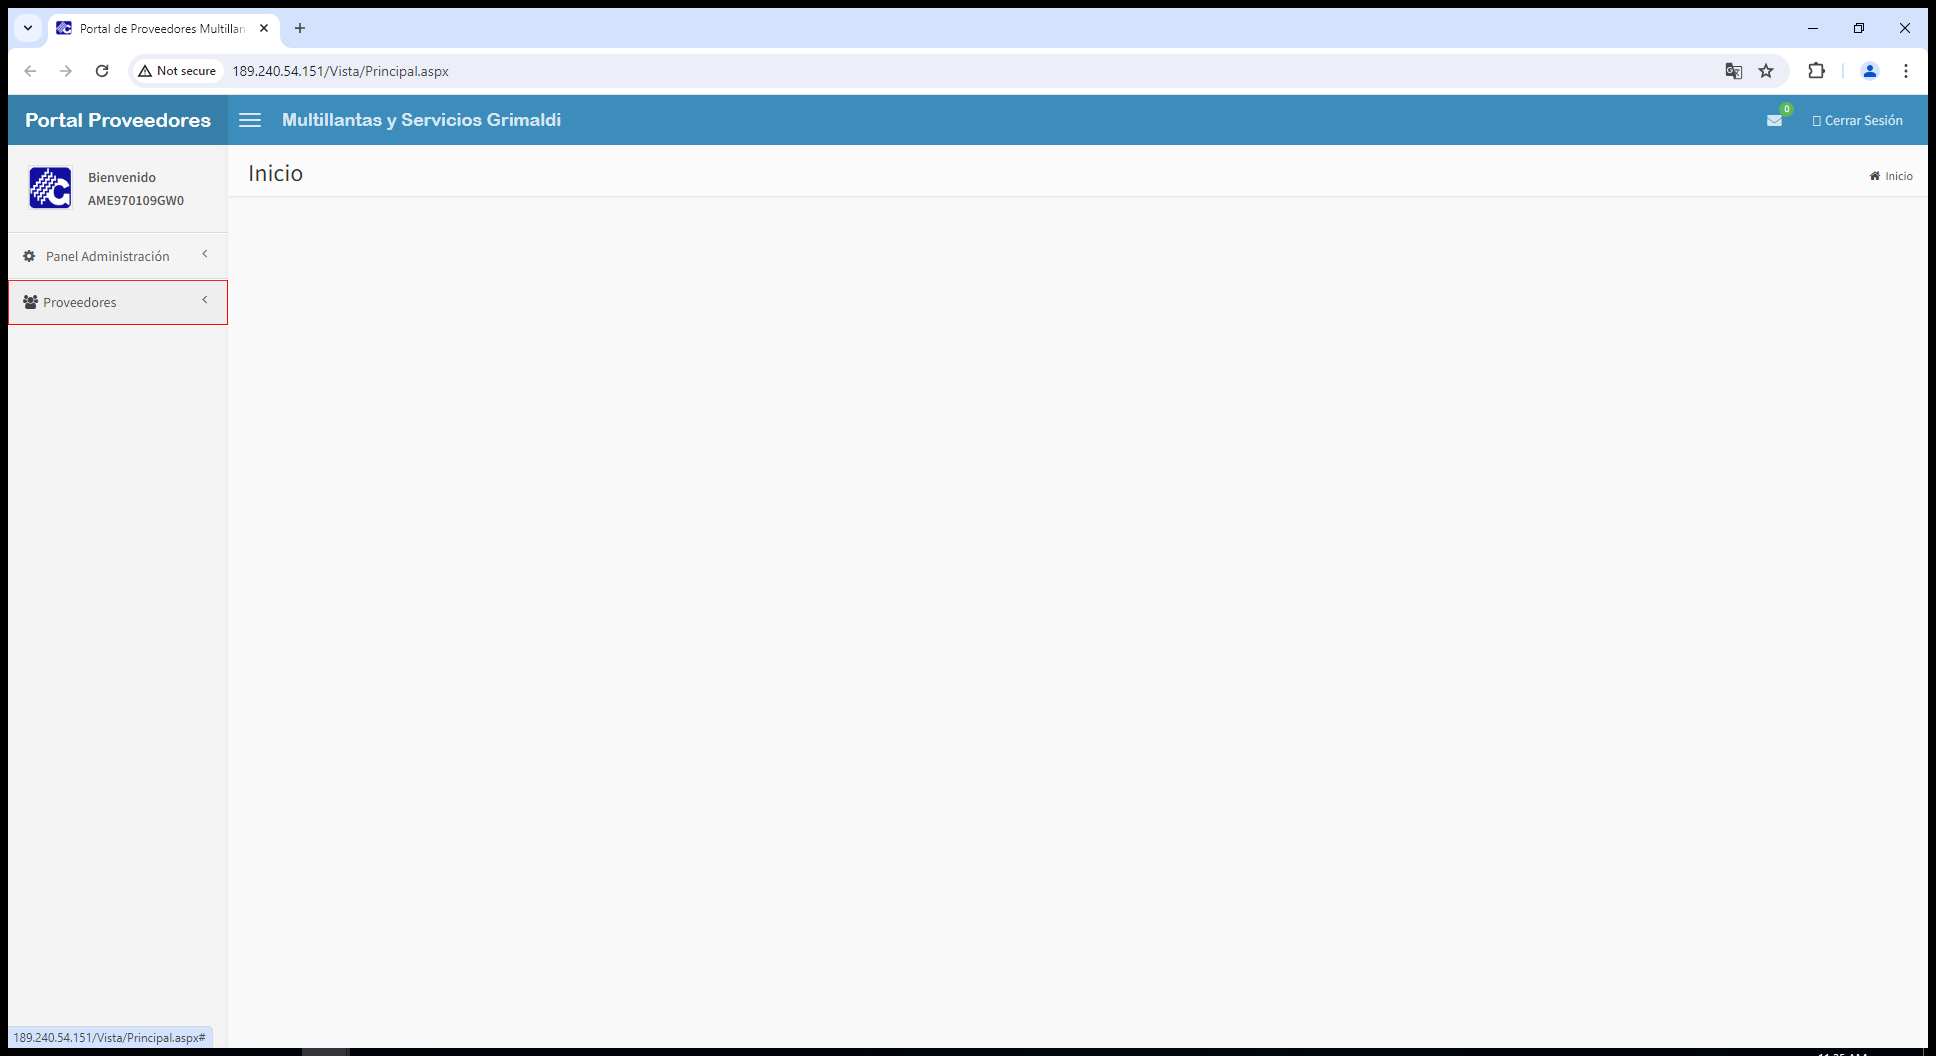 Portal de Proveedores Multillan
Not secure
189.240.54.151/Vista/Principal.aspx
Portal Proveedores
Multillantas y Servicios Grimaldi
0
Cerrar Sesión
Bienvenido
AME970109GW0
Inicio
Inicio
Panel Administración
Proveedores
189.240.54.151/Vista/Principal.aspx#